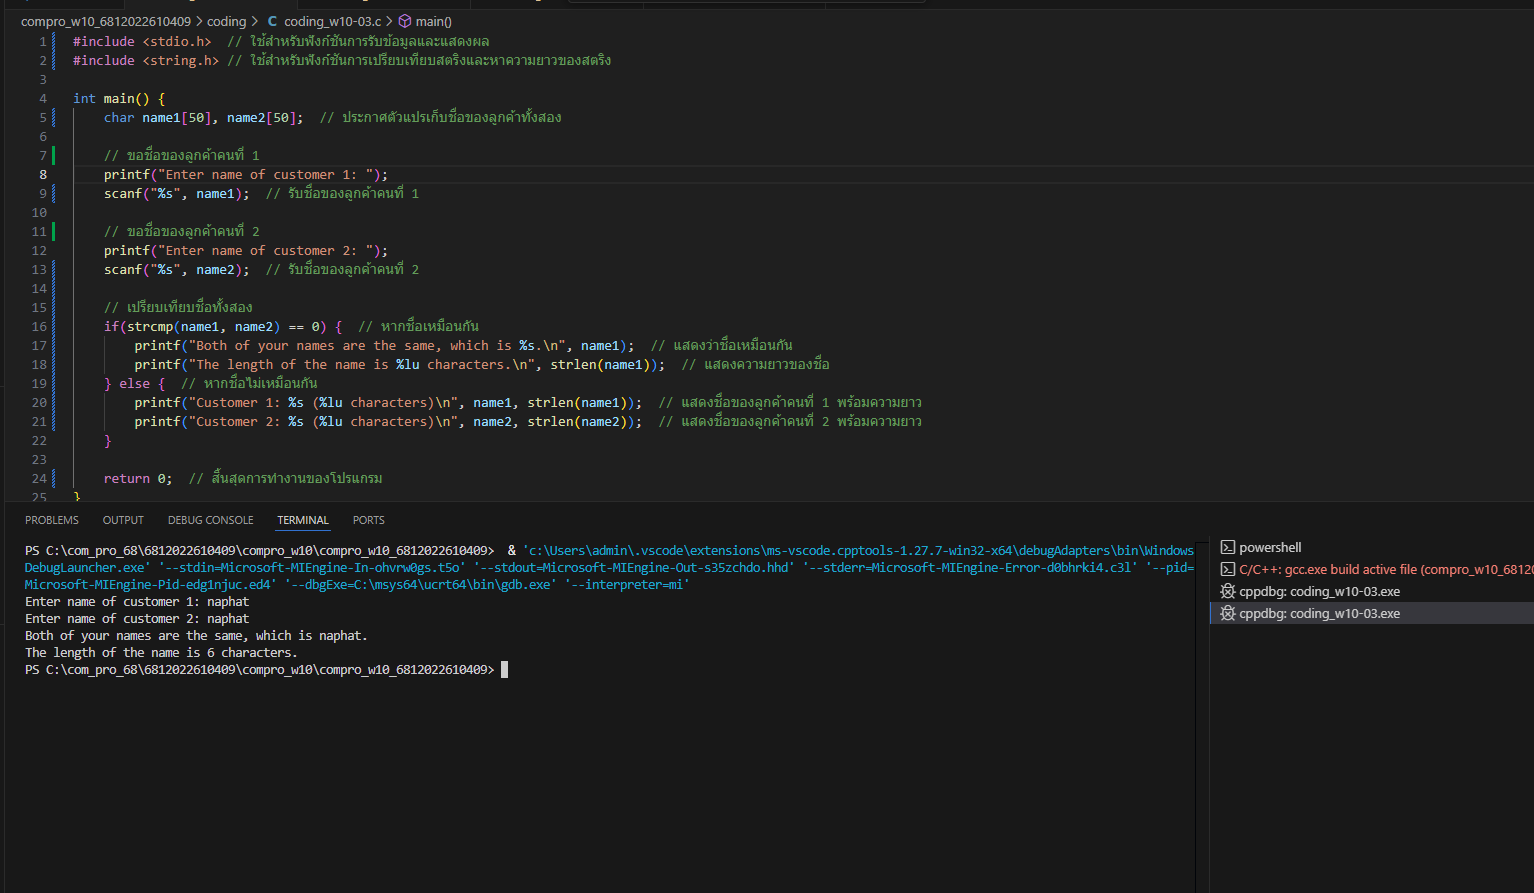 compro_w10_6812022610409 > coding > C coding_w10-03.c > main()
1 #include <stdio.h>  // ใช้สำหรับฟังก์ชันการรับข้อมูลและแสดงผล
2 #include <string.h> // ใช้สำหรับฟังก์ชันการเปรียบเทียบสตริงและหาความยาวของสตริง
3
4 int main() {
5     char name1[50], name2[50];  // ประกาศตัวแปรเก็บชื่อของลูกค้าทั้งสอง
6
7     // ขอชื่อของลูกค้าคนที่ 1
8     printf("Enter name of customer 1: ");
9     scanf("%s", name1);  // รับชื่อของลูกค้าคนที่ 1
10
11     // ขอชื่อของลูกค้าคนที่ 2
12     printf("Enter name of customer 2: ");
13     scanf("%s", name2);  // รับชื่อของลูกค้าคนที่ 2
14
15     // เปรียบเทียบชื่อทั้งสอง
16     if(strcmp(name1, name2) == 0) {  // หากชื่อเหมือนกัน
17         printf("Both of your names are the same, which is %s.\n", name1);  // แสดงว่าชื่อเหมือนกัน
18         printf("The length of the name is %lu characters.\n", strlen(name1));  // แสดงความยาวของชื่อ
19     } else {  // หากชื่อไม่เหมือนกัน
20         printf("Customer 1: %s (%lu characters)\n", name1, strlen(name1));  // แสดงชื่อของลูกค้าคนที่ 1 พร้อมความยาว
21         printf("Customer 2: %s (%lu characters)\n", name2, strlen(name2));  // แสดงชื่อของลูกค้าคนที่ 2 พร้อมความยาว
22     }
23
24     return 0;  // สิ้นสุดการทำงานของโปรแกรม
25 }
PROBLEMS OUTPUT DEBUG CONSOLE TERMINAL PORTS
PS C:\com_pro_68\6812022610409\compro_w10\compro_w10_6812022610409>  & 'c:\Users\admin\.vscode\extensions\ms-vscode.cpptools-1.27.7-win32-x64\debugAdapters\bin\Windows
DebugLauncher.exe' '--stdin=Microsoft-MIEngine-In-ohvrw0gs.t5o' '--stdout=Microsoft-MIEngine-Out-s35zchdo.hhd' '--stderr=Microsoft-MIEngine-Error-d0bhrki4.c3l' '--pid=
Microsoft-MIEngine-Pid-edg1njuc.ed4' '--dbgExe=C:\msys64\ucrt64\bin\gdb.exe' '--interpreter=mi'
Enter name of customer 1: naphat
Enter name of customer 2: naphat
Both of your names are the same, which is naphat.
The length of the name is 6 characters.
PS C:\com_pro_68\6812022610409\compro_w10\compro_w10_6812022610409>
powershell
C/C++: gcc.exe build active file (compro_w10_68120
cppdbg: coding_w10-03.exe
cppdbg: coding_w10-03.exe